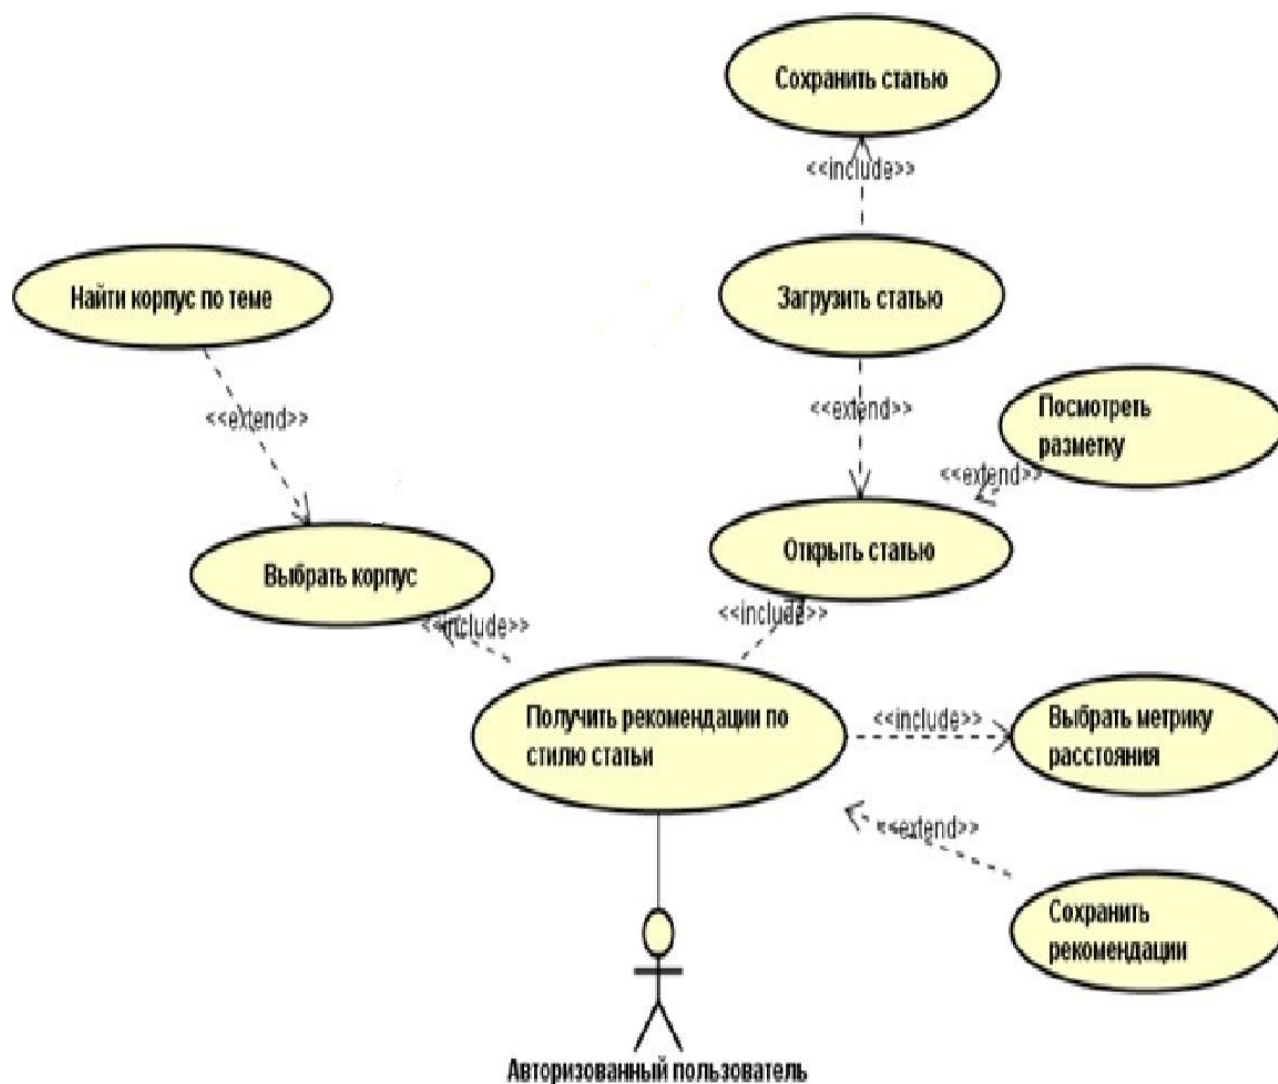 Сохранить статью
<<include>>
Найти корпус по теме
Загрузить статью
<<extend>>
<<extend>>
Посмотреть
разметку
<<extend>>
Выбрать корпус
Открыть статью
<<include>>
<<include>>
Получить рекомендации по
стилю статьи
<<include>>
Выбрать метрику
расстояния
<<extend>>
Сохранить
рекомендации
Авторизованный пользователь